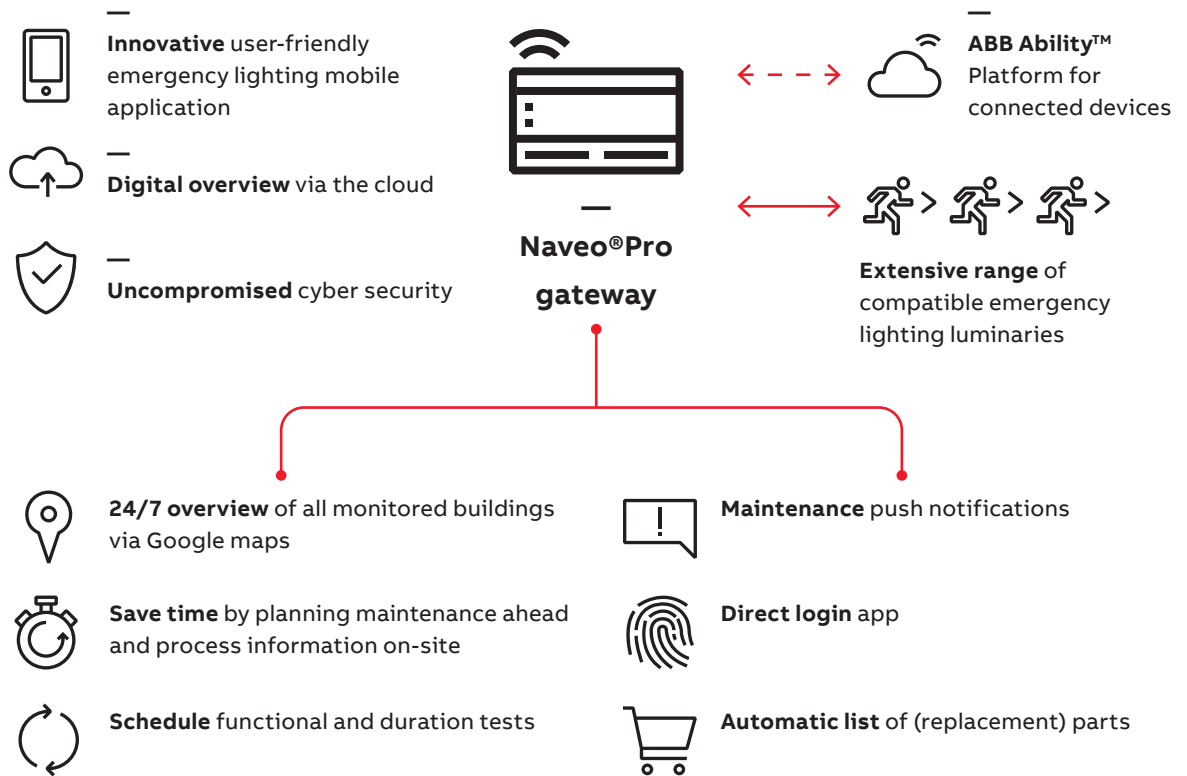 Innovative user-friendly
emergency lighting mobile
application
Digital overview via the cloud
Uncompromised cyber security
Naveo®Pro
gateway
ABB Ability™
Platform for
connected devices
Extensive range of
compatible emergency
lighting luminaries
24/7 overview of all monitored buildings
via Google maps
Save time by planning maintenance ahead
and process information on-site
Schedule functional and duration tests
Maintenance push notifications
Direct login app
Automatic list of (replacement) parts